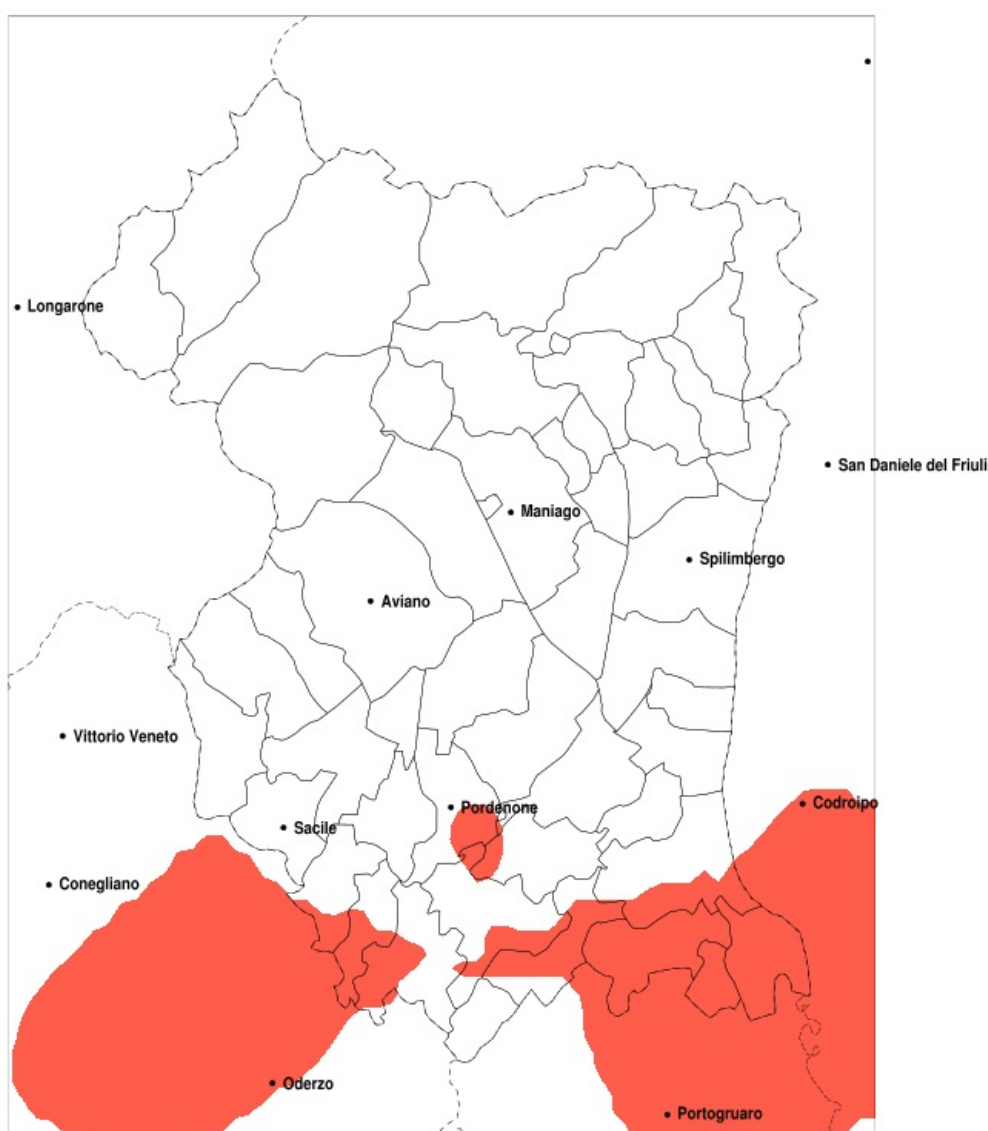 Longarone
San Daniele del Friuli
Maniago
Spilimbergo
Aviano
Vittorio Veneto
Codroipo
Pordenone
Sacile
Conegliano
Oderzo
Portogruaro